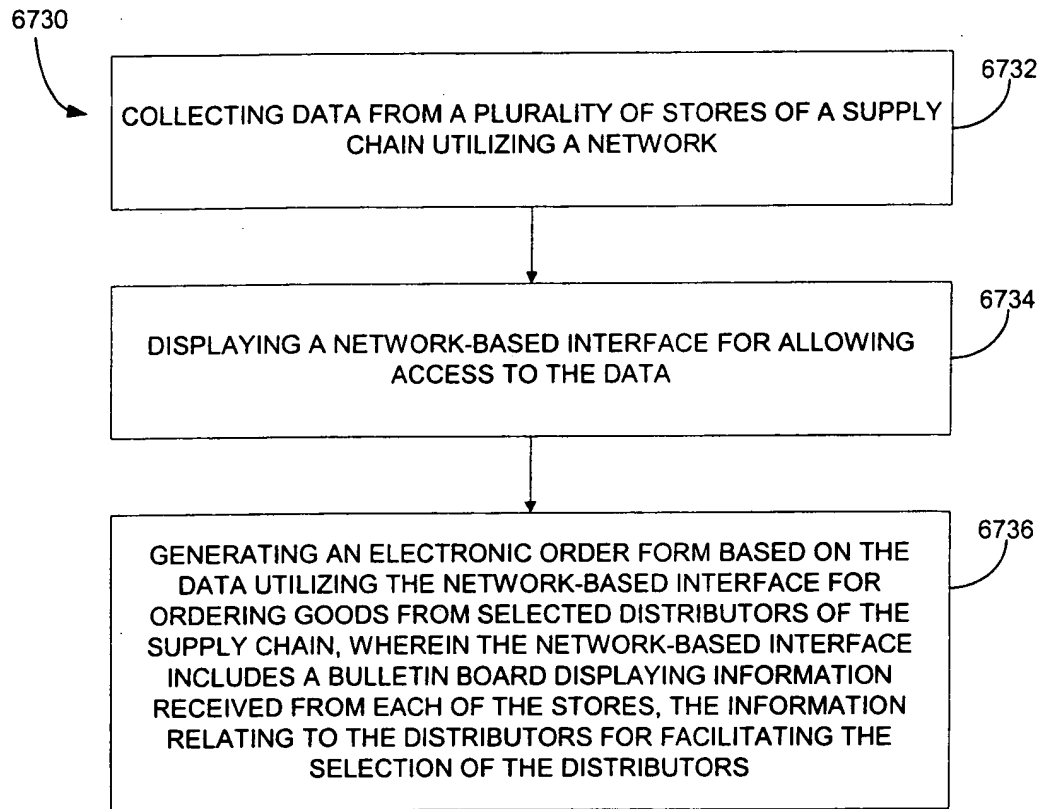 6730
6732
COLLECTING DATA FROM A PLURALITY OF STORES OF A SUPPLY
CHAIN UTILIZING A NETWORK
6734
DISPLAYING A NETWORK-BASED INTERFACE FOR ALLOWING
ACCESS TO THE DATA
6736
GENERATING AN ELECTRONIC ORDER FORM BASED ON THE
DATA UTILIZING THE NETWORK-BASED INTERFACE FOR
ORDERING GOODS FROM SELECTED DISTRIBUTORS OF THE
SUPPLY CHAIN, WHEREIN THE NETWORK-BASED INTERFACE
INCLUDES A BULLETIN BOARD DISPLAYING INFORMATION
RECEIVED FROM EACH OF THE STORES, THE INFORMATION
RELATING TO THE DISTRIBUTORS FOR FACILITATING THE
SELECTION OF THE DISTRIBUTORS